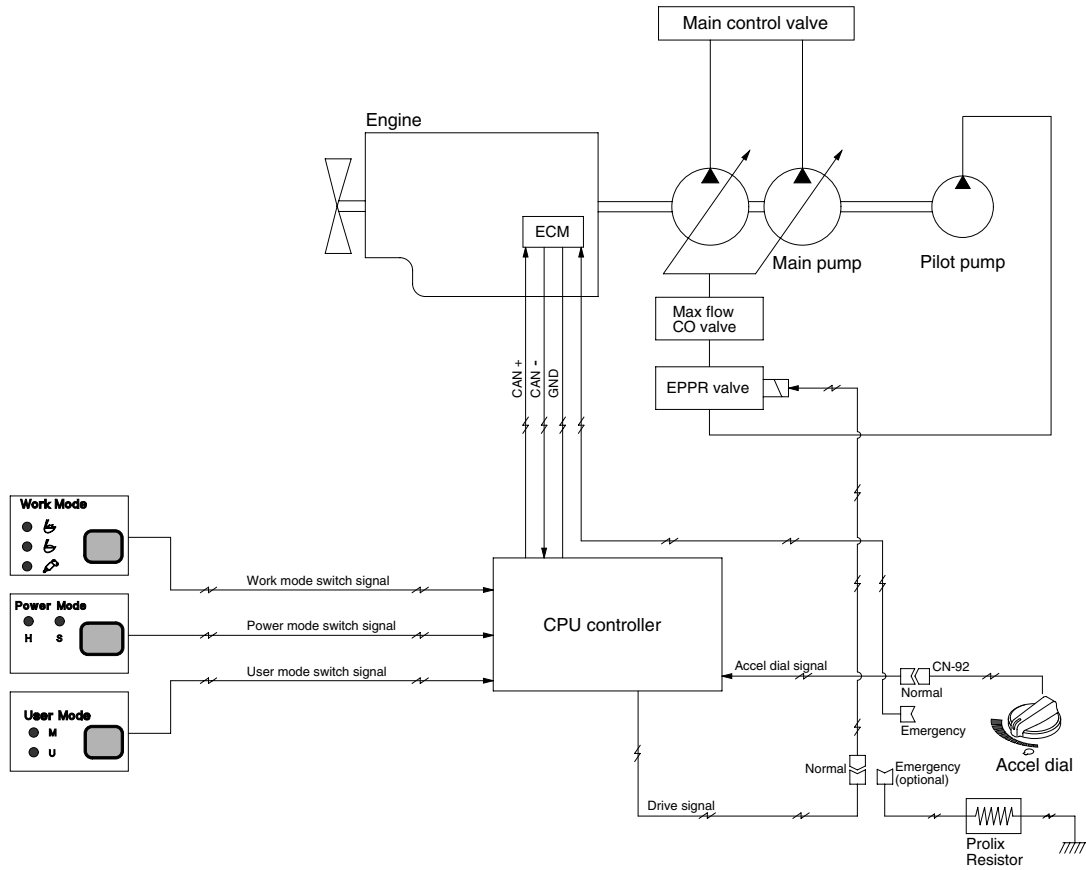 Main control valve
Engine
ECM
Main pump
Pilot pump
Max flow
CO valve
EPPR valve
CAN +
CAN -
GND
Work Mode
Work mode switch signal
Power Mode
H S
Power mode switch signal
CPU controller
User mode switch signal
User Mode
M
U
Accel dial signal
CN-92
Normal
Emergency
Accel dial
Normal
Emergency
(optional)
Drive signal
Prolix
Resistor